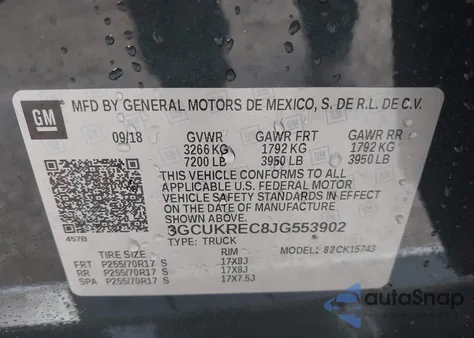 GM
MFD BY GENERAL MOTORS DE MEXICO, S. DE R.L. DE C.V.
09/18 GVWR GAWR FRT GAWR RR
3266 KG 1792 KG 1792 KG
7200 LB 3950 LB 3950 LB
THIS VEHICLE CONFORMS TO ALL
APPLICABLE U.S. FEDERAL MOTOR
VEHICLE SAFETY STANDARDS IN EFFECT
ON THE DATE OF MANUFACTURE
SHOWN ABOVE.
3GCUKREC8JG553902
457B TYPE: TRUCK MODEL: 82CK15743
TIRE SIZE RIM
FRT P255/70R17 S 17X8J
RR P255/70R17 S 17X8J
SPA P255/70R17 S 17X7.5J
autoSnap